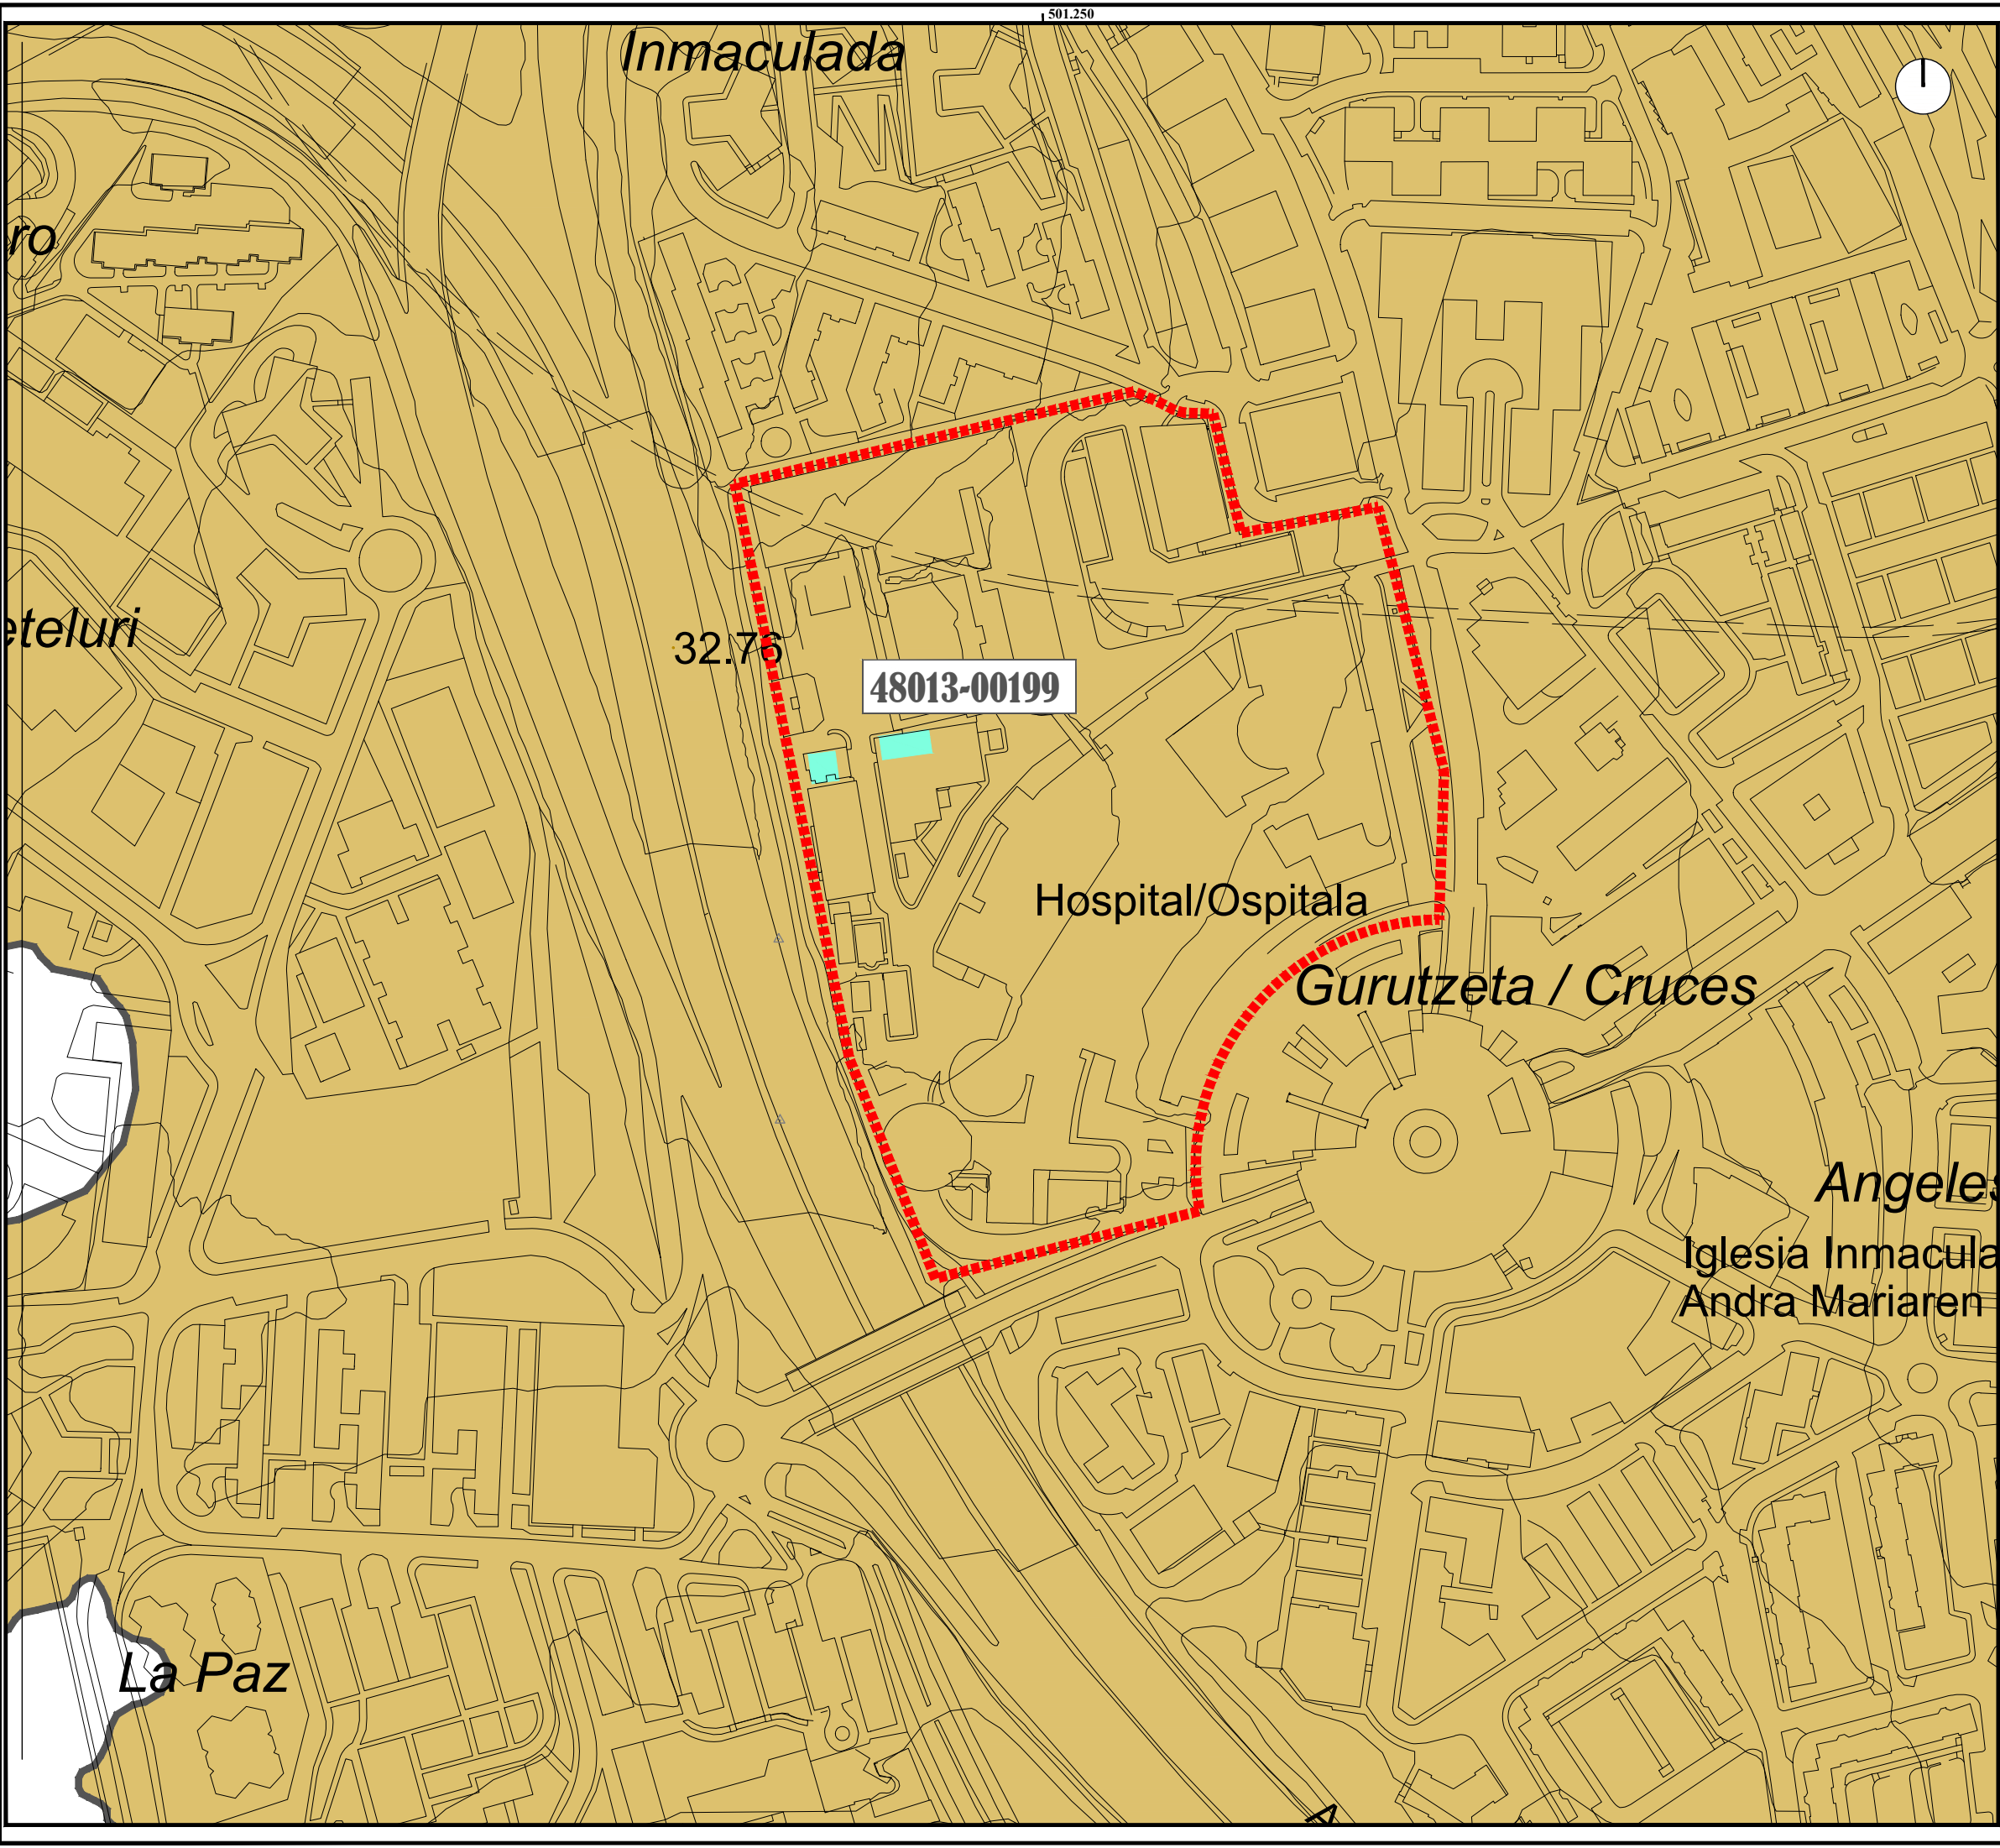 501.250
Inmaculada
ro
eteluri
32.76
48013-00199
Hospital/Ospitala
Gurutzeta / Cruces
Angeles
Iglesia Inmacula
Andra Mariaren
La Paz
A